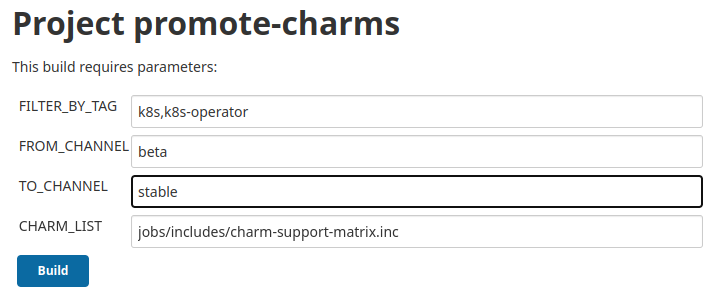 Project promote-charms
This build requires parameters:
FILTER_BY_TAG k8s,k8s-operator
FROM_CHANNEL beta
TO_CHANNEL stable
CHARM_LIST jobs/includes/charm-support-matrix.inc
Build